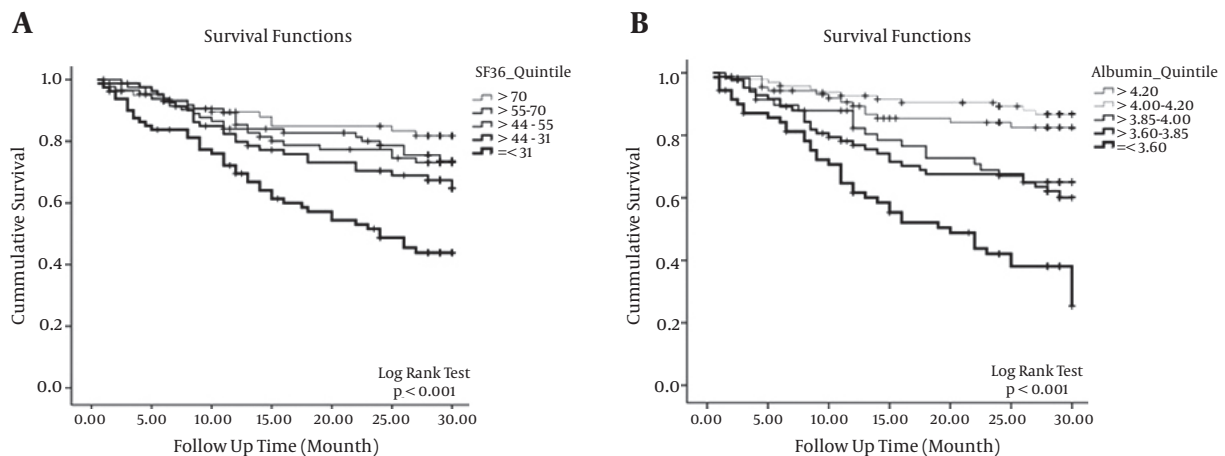 A
Survival Functions
SF36_Quintile
> 70
> 55-70
> 44 - 55
> 44 - 31
=< 31
1.0
0.8
0.6
0.4
0.2
0.0
Cummulative Survival
Log Rank Test
p < 0.001
0.00 5.00 10.00 15.00 20.00 25.00 30.00
Follow Up Time (Mounth)
B
Survival Functions
Albumin_Quintile
> 4.20
> 4.00-4.20
> 3.85-4.00
> 3.60-3.85
=< 3.60
1.0
0.8
0.6
0.4
0.2
0.0
Cummulative Survival
Log Rank Test
p < 0.001
0.00 5.00 10.00 15.00 20.00 25.00 30.00
Follow Up Time (Mounth)